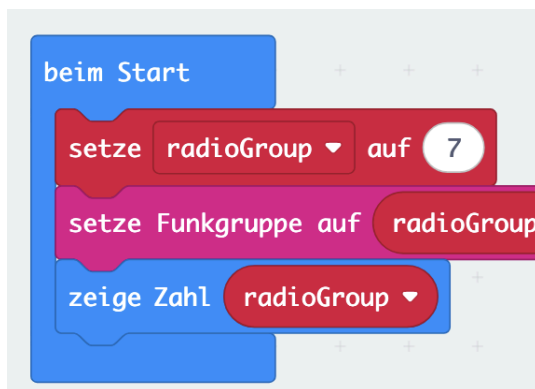 beim Start
setze radioGroup auf 7
setze Funkgruppe auf radioGroup
zeige Zahl radioGroup